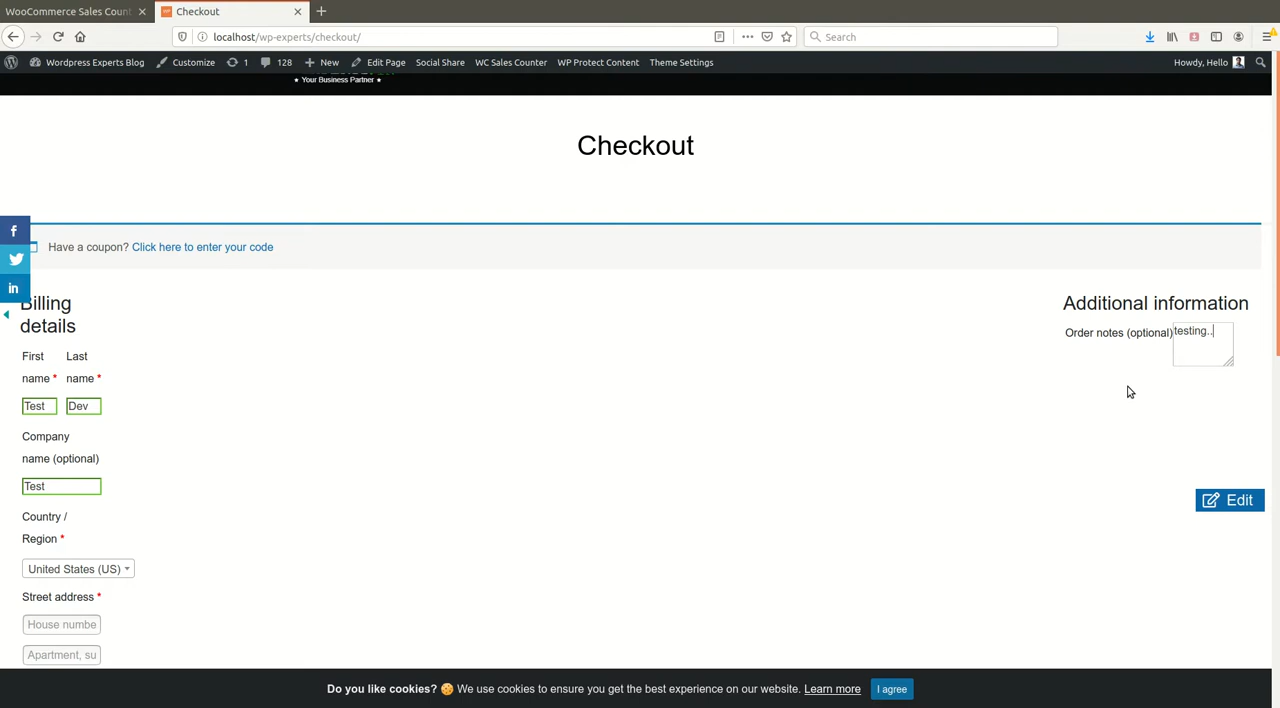 WooCommerce Sales Count
Checkout
localhost/wp-experts/checkout/
Search
Wordpress Experts Blog
Customize
1
128
New
Edit Page
Social Share
WC Sales Counter
WP Protect Content
Theme Settings
Howdy, Hello
★ Your Business Partner ★
Checkout
Have a coupon? Click here to enter your code
f
in
Billing
details
First
name *
Last
name *
Test
Dev
Company
name (optional)
Test
Country /
Region *
United States (US)
Street address *
House numbe
Apartment, su
Additional information
Order notes (optional)
testing..
Edit
Do you like cookies? 🍪 We use cookies to ensure you get the best experience on our website. Learn more
I agree